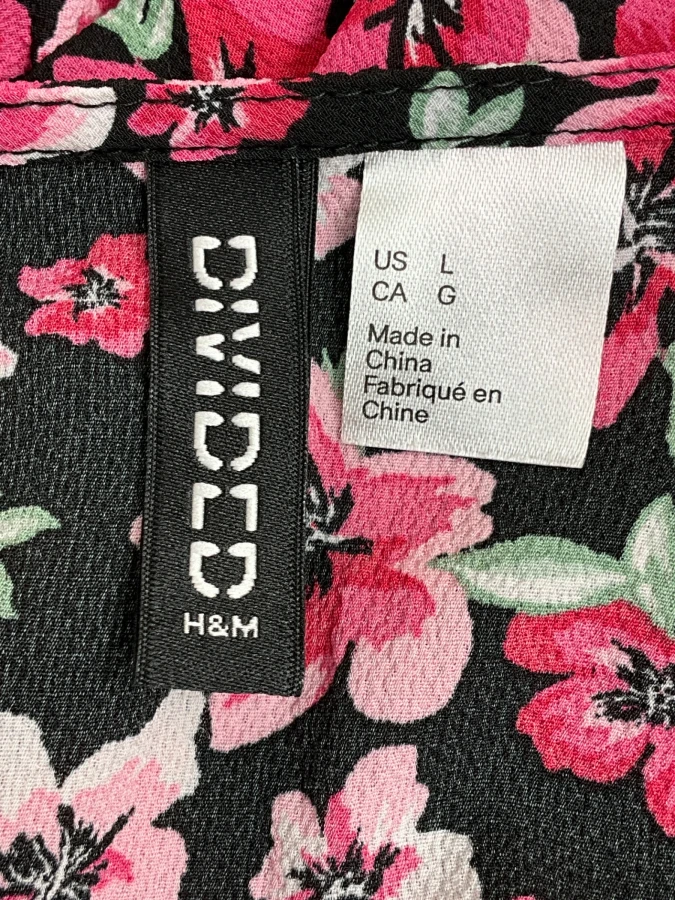 DIVIDED
H&M
US L
CA G
Made in
China
Fabriqué en
Chine